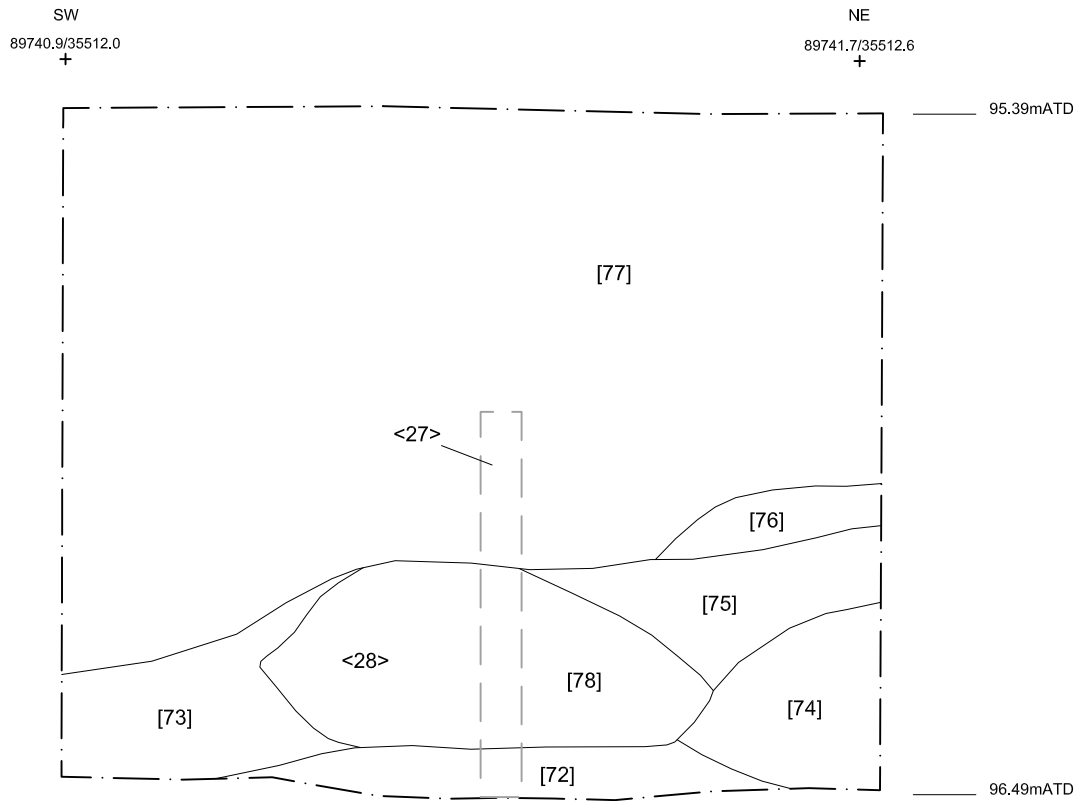 SW
NE
89740.9/35512.0
89741.7/35512.6
95.39mATD
[77]
<27>
[76]
[75]
<28>
[78]
[73]
[74]
[72]
96.49mATD